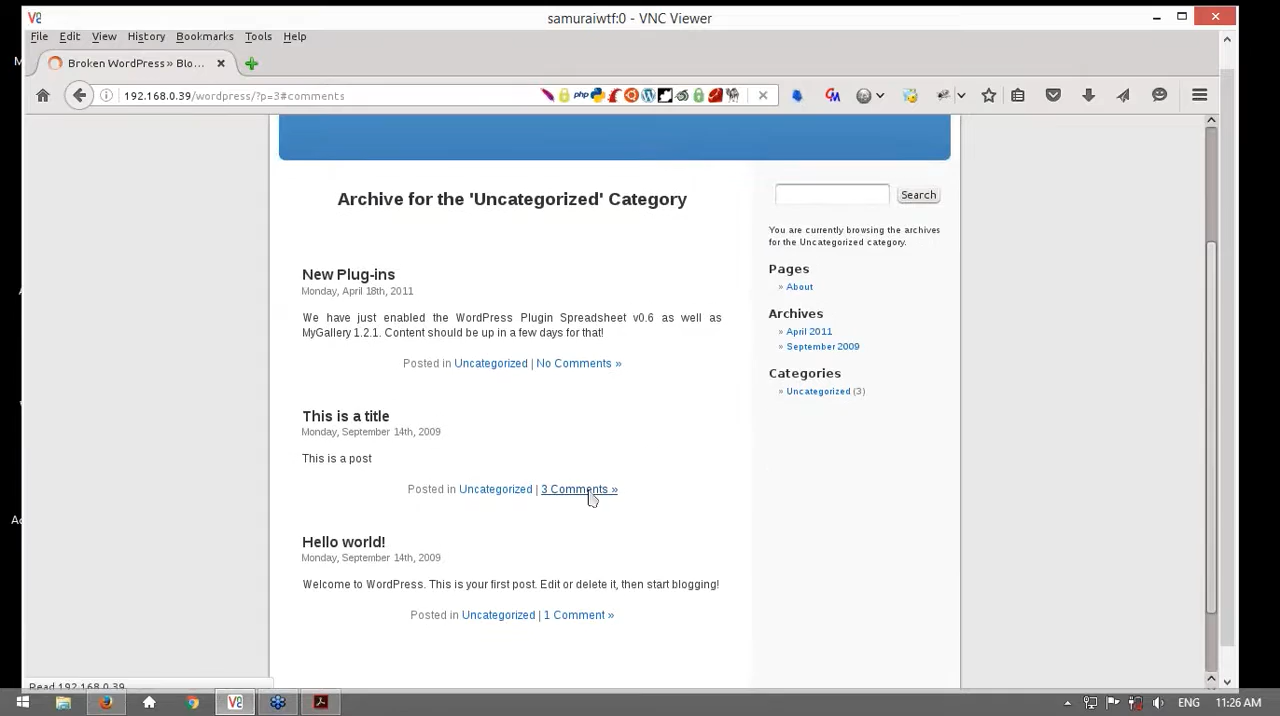 samuraiwtf:0 - VNC Viewer
File Edit View History Bookmarks Tools Help
Broken WordPress » Blo...
192.168.0.39/wordpress/?p=3#comments
php
Archive for the 'Uncategorized' Category
Search
You are currently browsing the archives
for the Uncategorized category.
New Plug-ins
Monday, April 18th, 2011
We have just enabled the WordPress Plugin Spreadsheet v0.6 as well as
MyGallery 1.2.1. Content should be up in a few days for that!
Posted in Uncategorized | No Comments »
Pages
» About
Archives
» April 2011
» September 2009
Categories
» Uncategorized (3)
This is a title
Monday, September 14th, 2009
This is a post
Posted in Uncategorized | 3 Comments »
Hello world!
Monday, September 14th, 2009
Welcome to WordPress. This is your first post. Edit or delete it, then start blogging!
Posted in Uncategorized | 1 Comment »
Read 192.168.0.39
ENG 11:26 AM